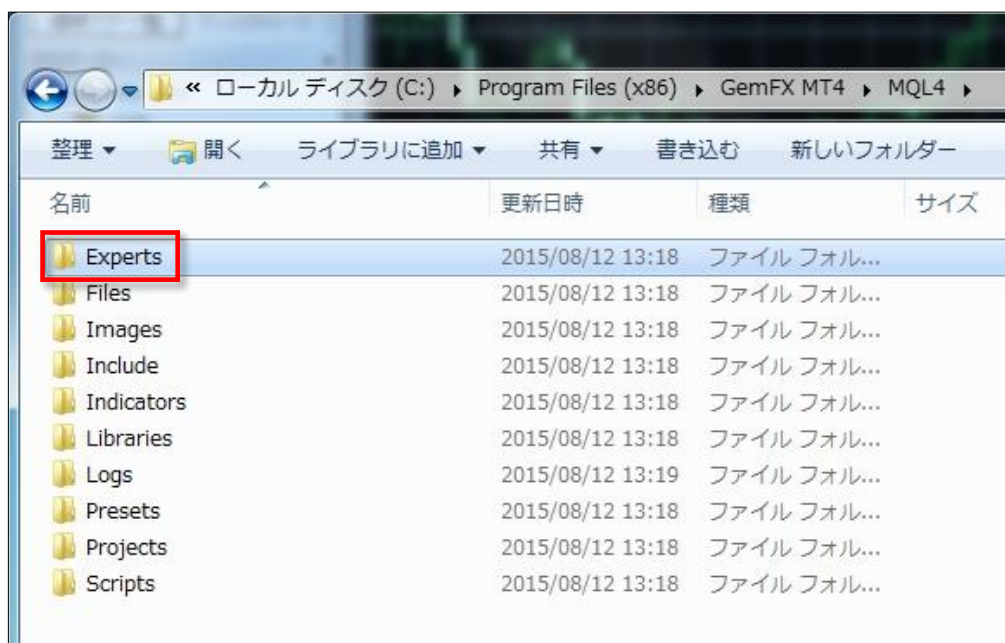 « ローカル ディスク (C:) ▸ Program Files (x86) ▸ GemFX MT4 ▸ MQL4 ▸
整理 ▼ 開く ライブラリに追加 ▼ 共有 ▼ 書き込む 新しいフォルダー
名前 更新日時 種類 サイズ
Experts 2015/08/12 13:18 ファイル フォル...
Files 2015/08/12 13:18 ファイル フォル...
Images 2015/08/12 13:18 ファイル フォル...
Include 2015/08/12 13:18 ファイル フォル...
Indicators 2015/08/12 13:18 ファイル フォル...
Libraries 2015/08/12 13:18 ファイル フォル...
Logs 2015/08/12 13:19 ファイル フォル...
Presets 2015/08/12 13:18 ファイル フォル...
Projects 2015/08/12 13:18 ファイル フォル...
Scripts 2015/08/12 13:18 ファイル フォル...